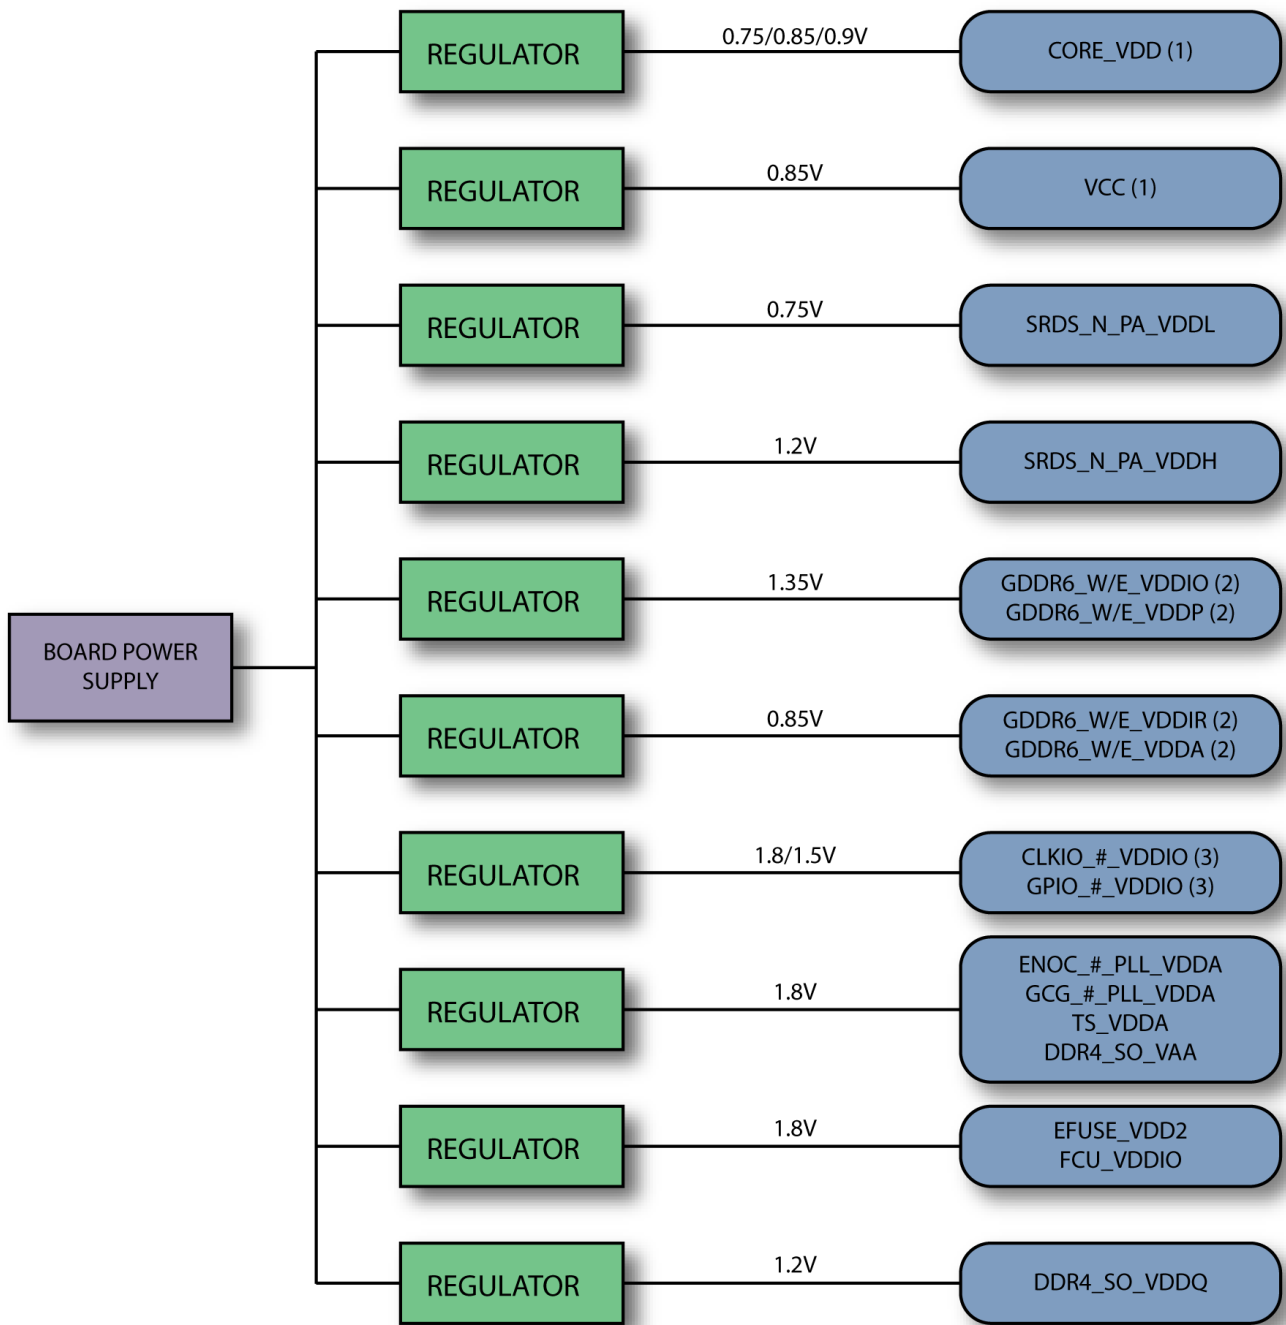 REGULATOR
0.75/0.85/0.9V
CORE_VDD (1)
REGULATOR
0.85V
VCC (1)
REGULATOR
0.75V
SRDS_N_PA_VDDL
REGULATOR
1.2V
SRDS_N_PA_VDDH
REGULATOR
1.35V
GDDR6_W/E_VDDIO (2)
GDDR6_W/E_VDDP (2)
BOARD POWER
SUPPLY
REGULATOR
0.85V
GDDR6_W/E_VDDIR (2)
GDDR6_W/E_VDDA (2)
REGULATOR
1.8/1.5V
CLKIO_#_VDDIO (3)
GPIO_#_VDDIO (3)
REGULATOR
1.8V
ENOC_#_PLL_VDDA
GCG_#_PLL_VDDA
TS_VDDA
DDR4_SO_VAA
REGULATOR
1.8V
EFUSE_VDD2
FCU_VDDIO
REGULATOR
1.2V
DDR4_SO_VDDQ